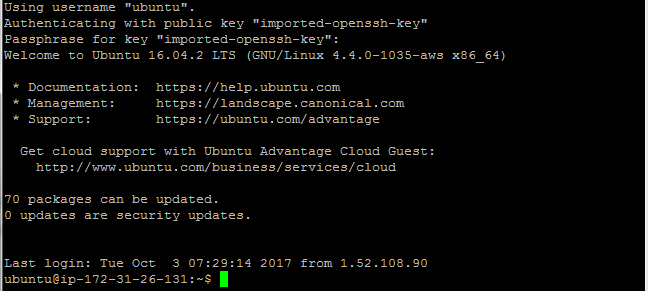 Using username "ubuntu".
Authenticating with public key "imported-openssh-key"
Passphrase for key "imported-openssh-key":
Welcome to Ubuntu 16.04.2 LTS (GNU/Linux 4.4.0-1035-aws x86_64)
* Documentation:  https://help.ubuntu.com
* Management:     https://landscape.canonical.com
* Support:        https://ubuntu.com/advantage
Get cloud support with Ubuntu Advantage Cloud Guest:
http://www.ubuntu.com/business/services/cloud
70 packages can be updated.
0 updates are security updates.
Last login: Tue Oct  3 07:29:14 2017 from 1.52.108.90
ubuntu@ip-172-31-26-131:~$